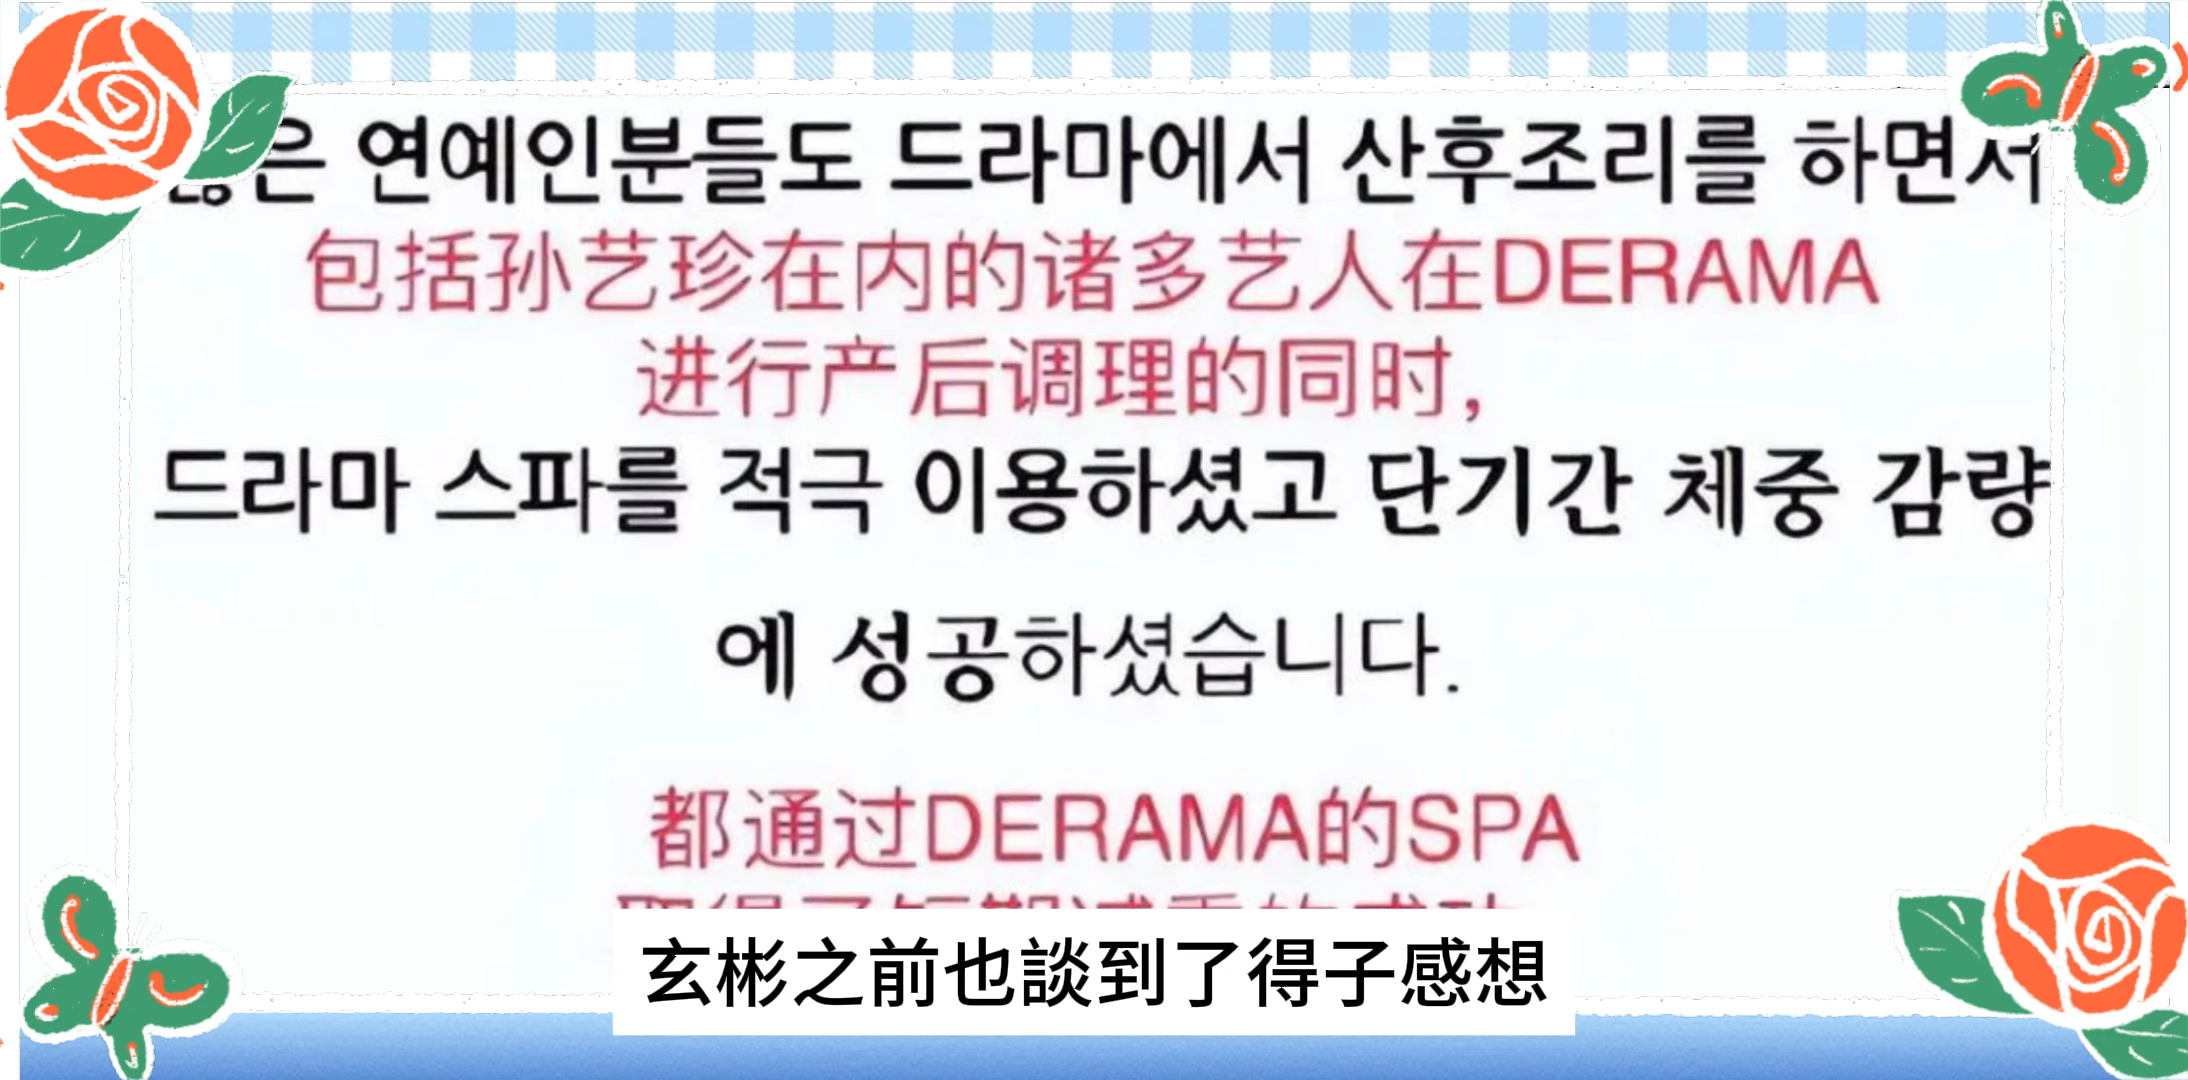 은 연예인분들도 드라마에서 산후조리를 하면서
包括孙艺珍在内的诸多艺人在DERAMA
进行产后调理的同时，
드라마 스파를 적극 이용하셨고 단기간 체중 감량
에 성공하셨습니다.
都通过DERAMA的SPA
玄彬之前也談到了得子感想